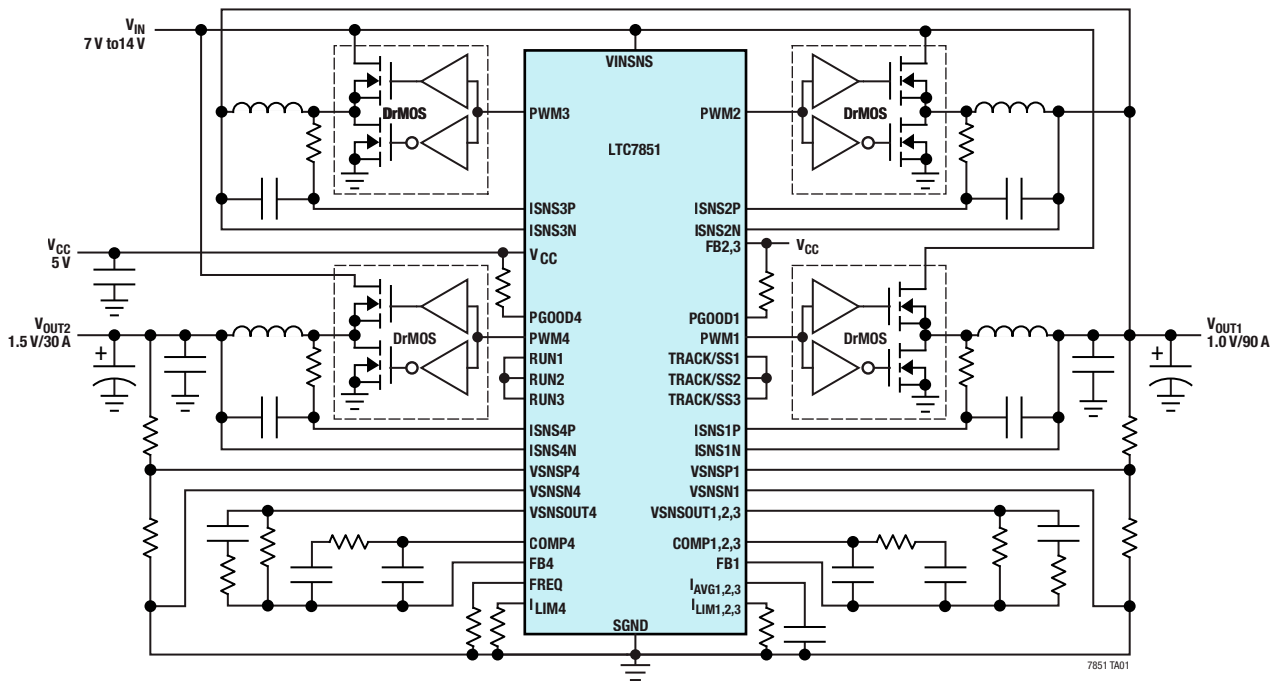 VIN
7 V to14 V
VINSNS
DrMOS
PWM3
PWM2
DrMOS
LTC7851
ISNS3P
ISNS2P
ISNS3N
ISNS2N
FB2,3
VCC
VCC
5 V
VCC
PGOOD4
PGOOD1
VOUT2
1.5 V/30 A
DrMOS
PWM4
PWM1
DrMOS
VOUT1
1.0 V/90 A
RUN1
TRACK/SS1
RUN2
TRACK/SS2
RUN3
TRACK/SS3
ISNS4P
ISNS1P
ISNS4N
ISNS1N
VSNSP4
VSNSP1
VSNSN4
VSNSN1
VSNSOUT4
VSNSOUT1,2,3
COMP4
COMP1,2,3
FB4
FB1
FREQ
IAVG1,2,3
ILIM4
ILIM1,2,3
SGND
7851 TA01
+
+